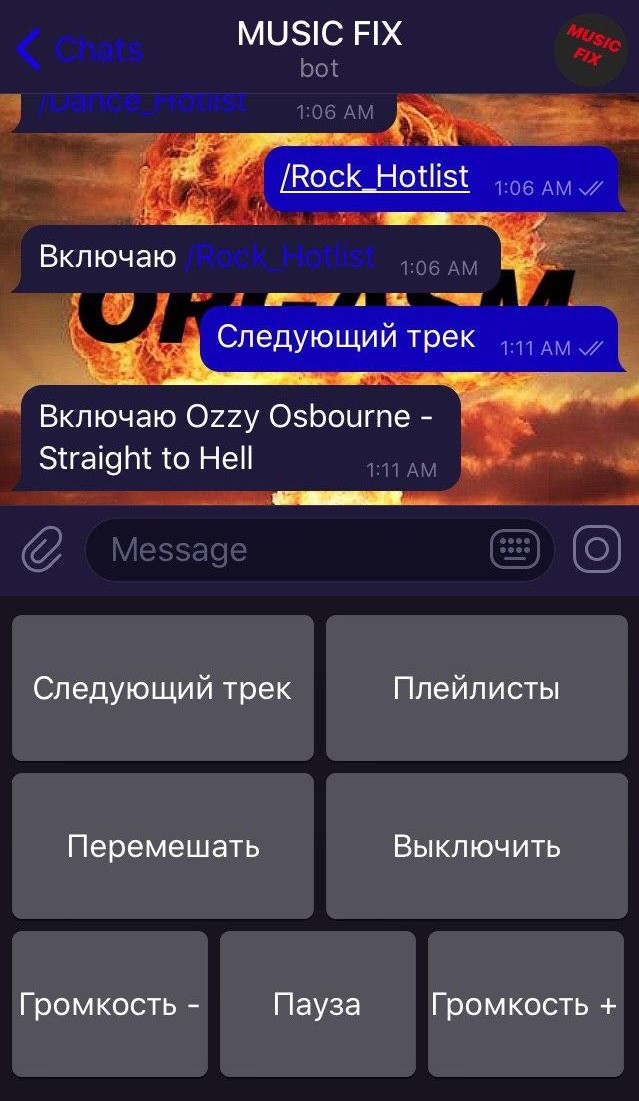 Chats
MUSIC FIX
bot
MUSIC
FIX
/Dance_Hotlist
1:06 AM
/Rock_Hotlist
1:06 AM
Включаю /Rock_Hotlist
1:06 AM
ORGASM
Следующий трек
1:11 AM
Включаю Ozzy Osbourne -
Straight to Hell
1:11 AM
Message
Следующий трек
Плейлисты
Перемешать
Выключить
Громкость -
Пауза
Громкость +